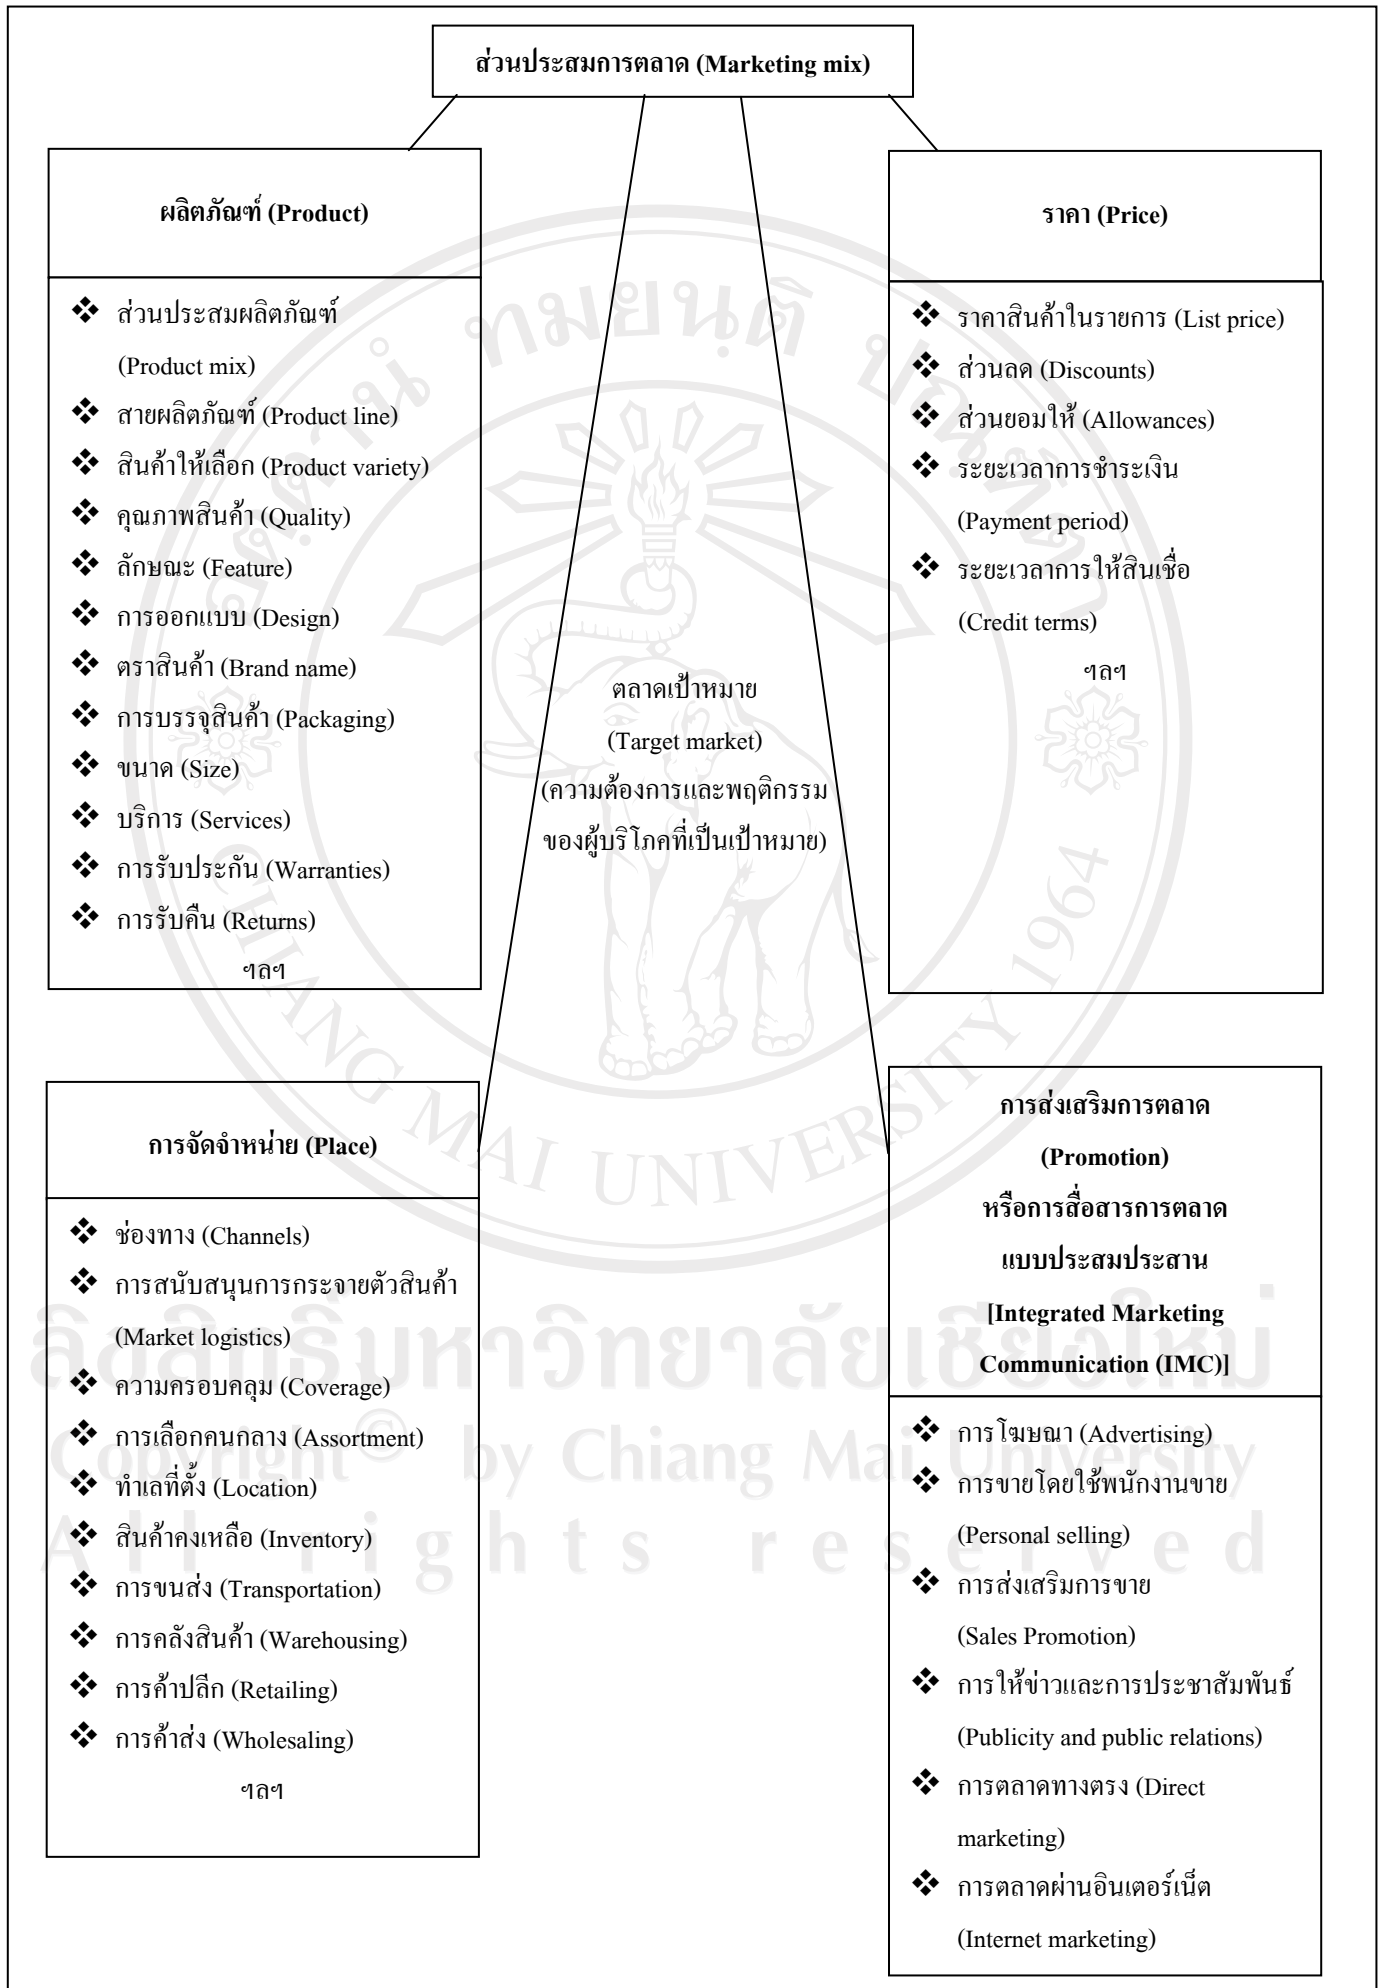 ส่วนประสมการตลาด (Marketing mix)
ผลิตภัณฑ์ (Product)
❖ ส่วนประสมผลิตภัณฑ์
(Product mix)
❖ สายผลิตภัณฑ์ (Product line)
❖ สินค้าให้เลือก (Product variety)
❖ คุณภาพสินค้า (Quality)
❖ ลักษณะ (Feature)
❖ การออกแบบ (Design)
❖ ตราสินค้า (Brand name)
❖ การบรรจุสินค้า (Packaging)
❖ ขนาด (Size)
❖ บริการ (Services)
❖ การรับประกัน (Warranties)
❖ การรับคืน (Returns)
ฯลฯ
ราคา (Price)
❖ ราคาสินค้าในรายการ (List price)
❖ ส่วนลด (Discounts)
❖ ส่วนยอมให้ (Allowances)
❖ ระยะเวลาการชำระเงิน
(Payment period)
❖ ระยะเวลาการให้สินเชื่อ
(Credit terms)
ฯลฯ
ตลาดเป้าหมาย
(Target market)
(ความต้องการและพฤติกรรม
ของผู้บริโภคที่เป็นเป้าหมาย)
การจัดจำหน่าย (Place)
❖ ช่องทาง (Channels)
❖ การสนับสนุนการกระจายตัวสินค้า
(Market logistics)
❖ ความครอบคลุม (Coverage)
❖ การเลือกคนกลาง (Assortment)
❖ ทำเลที่ตั้ง (Location)
❖ สินค้าคงเหลือ (Inventory)
❖ การขนส่ง (Transportation)
❖ การคลังสินค้า (Warehousing)
❖ การค้าปลีก (Retailing)
❖ การค้าส่ง (Wholesaling)
ฯลฯ
การส่งเสริมการตลาด
(Promotion)
หรือการสื่อสารการตลาด
แบบประสมประสาน
[Integrated Marketing
Communication (IMC)]
❖ การโฆษณา (Advertising)
❖ การขายโดยใช้พนักงานขาย
(Personal selling)
❖ การส่งเสริมการขาย
(Sales Promotion)
❖ การให้ข่าวและการประชาสัมพันธ์
(Publicity and public relations)
❖ การตลาดทางตรง (Direct
marketing)
❖ การตลาดผ่านอินเตอร์เน็ต
(Internet marketing)
CHIANG MAI UNIVERSITY 1964
ลิขสิทธิ์มหาวิทยาลัยเชียงใหม่
Copyright© by Chiang Mai University
All rights reserved